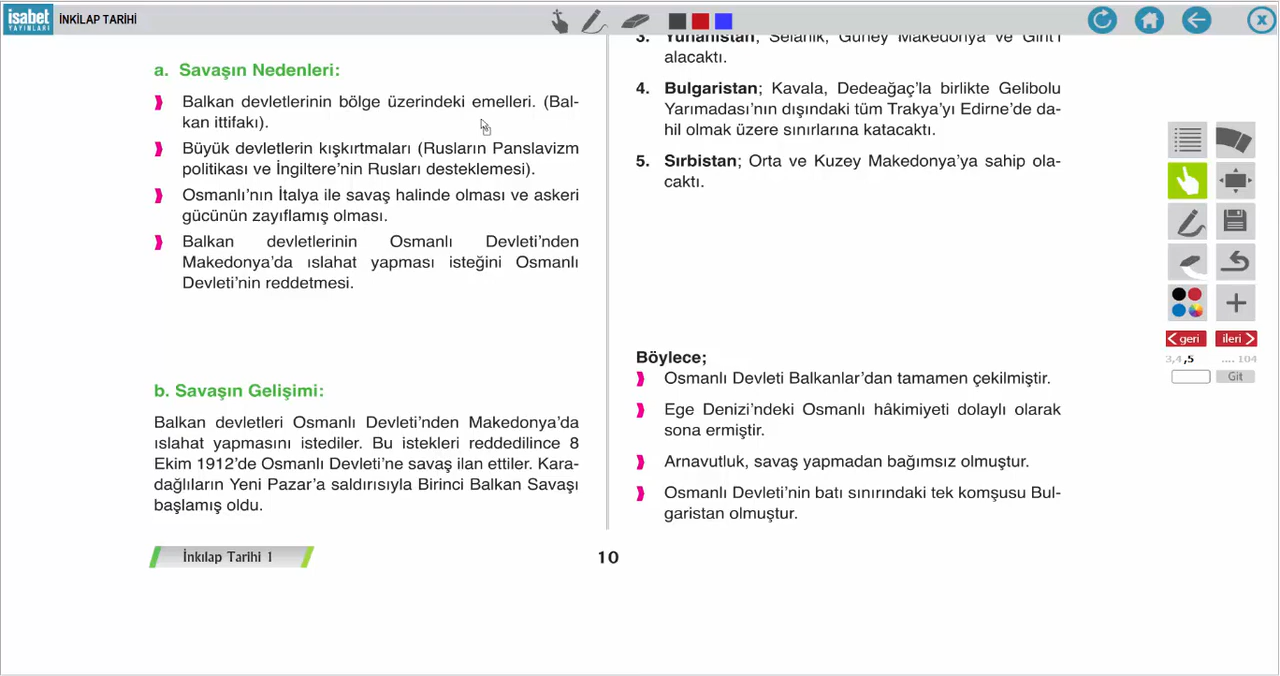 isabet
YAYINLARI
İNKİLAP TARİHİ
a. Savaşın Nedenleri:
Balkan devletlerinin bölge üzerindeki emelleri. (Bal-
kan ittifakı).
Büyük devletlerin kışkırtmaları (Rusların Panslavizm
politikası ve İngiltere’nin Rusları desteklemesi).
Osmanlı’nın İtalya ile savaş halinde olması ve askeri
gücünün zayıflamış olması.
Balkan devletlerinin Osmanlı Devleti’nden
Makedonya’da ıslahat yapması isteğini Osmanlı
Devleti’nin reddetmesi.
b. Savaşın Gelişimi:
Balkan devletleri Osmanlı Devleti’nden Makedonya’da
ıslahat yapmasını istediler. Bu istekleri reddedilince 8
Ekim 1912’de Osmanlı Devleti’ne savaş ilan ettiler. Kara-
dağlıların Yeni Pazar’a saldırısıyla Birinci Balkan Savaşı
başlamış oldu.
3. Yunanistan; Selanik, Güney Makedonya ve Girit’i
alacaktı.
4. Bulgaristan; Kavala, Dedeağaç’la birlikte Gelibolu
Yarımadası’nın dışındaki tüm Trakya’yı Edirne’de da-
hil olmak üzere sınırlarına katacaktı.
5. Sırbistan; Orta ve Kuzey Makedonya’ya sahip ola-
caktı.
Böylece;
Osmanlı Devleti Balkanlar’dan tamamen çekilmiştir.
Ege Denizi’ndeki Osmanlı hâkimiyeti dolaylı olarak
sona ermiştir.
Arnavutluk, savaş yapmadan bağımsız olmuştur.
Osmanlı Devleti’nin batı sınırındaki tek komşusu Bul-
garistan olmuştur.
İnkılap Tarihi 1
10
geri ileri
3,4,5 .... 104
Git